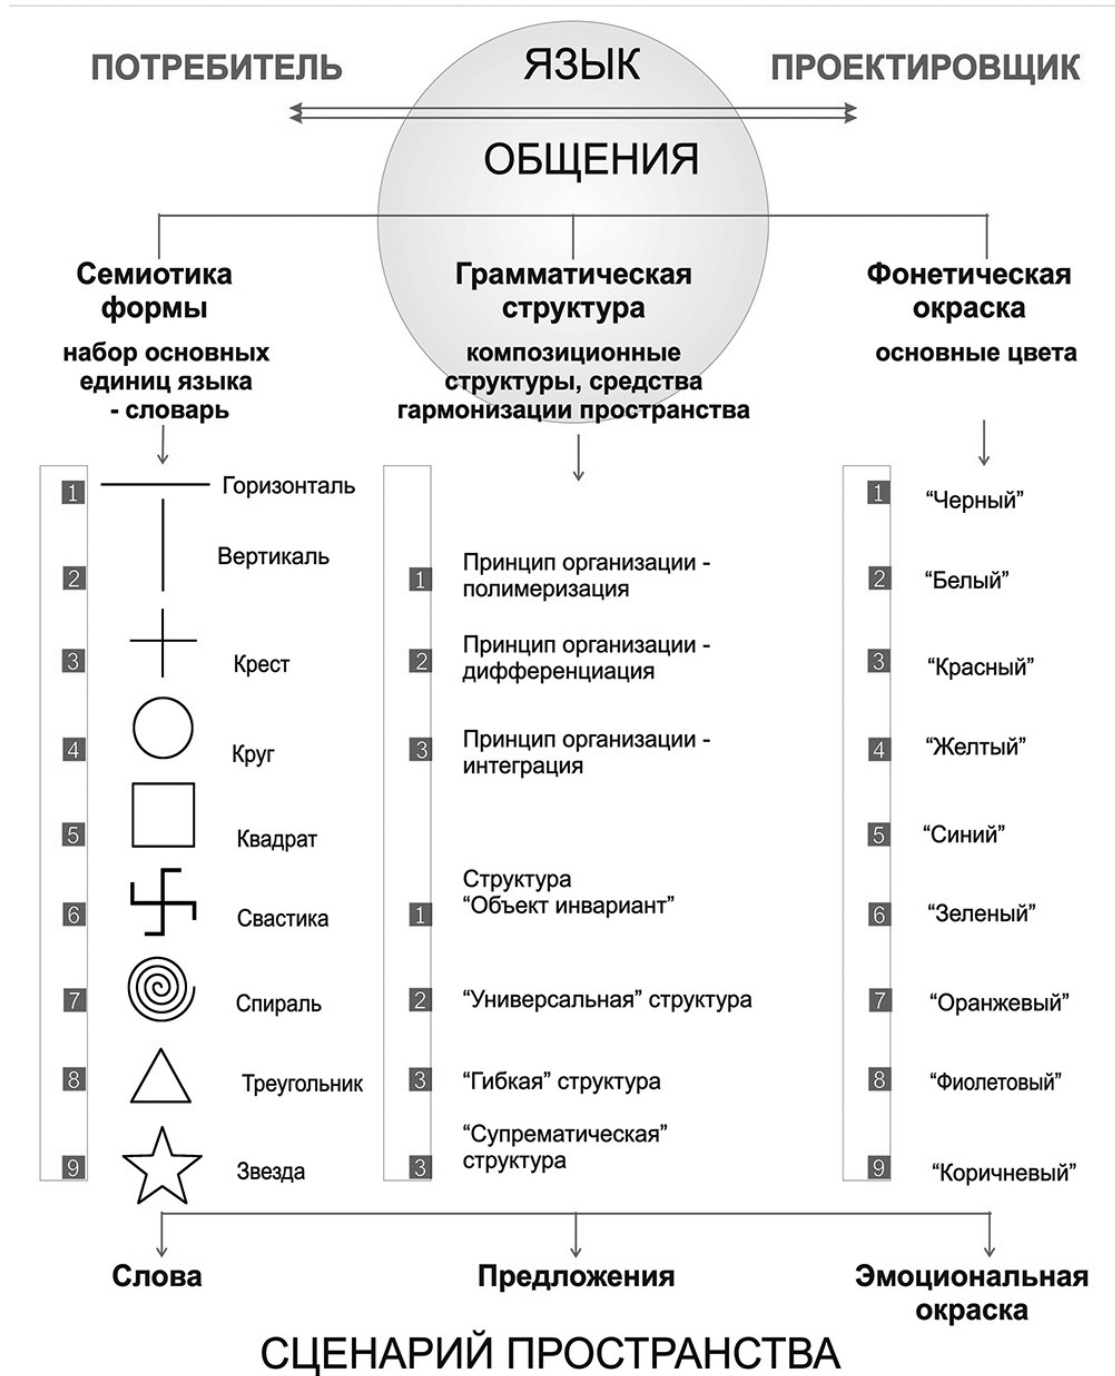 ПОТРЕБИТЕЛЬ
ЯЗЫК
ПРОЕКТИРОВЩИК
ОБЩЕНИЯ
Семиотика
формы
набор основных
единиц языка
- словарь
1 Горизонталь
2 Вертикаль
3 Крест
4 Круг
5 Квадрат
6 Свастика
7 Спираль
8 Треугольник
9 Звезда
Грамматическая
структура
композиционные
структуры, средства
гармонизации пространства
1 Принцип организации -
полимеризация
2 Принцип организации -
дифференциация
3 Принцип организации -
интеграция
Структура
1 “Объект инвариант”
2 “Универсальная” структура
3 “Гибкая” структура
“Супрематическая”
3 структура
Фонетическая
окраска
основные цвета
1 “Черный”
2 “Белый”
3 “Красный”
4 “Желтый”
5 “Синий”
6 “Зеленый”
7 “Оранжевый”
8 “Фиолетовый”
9 “Коричневый”
Слова
Предложения
Эмоциональная
окраска
СЦЕНАРИЙ ПРОСТРАНСТВА